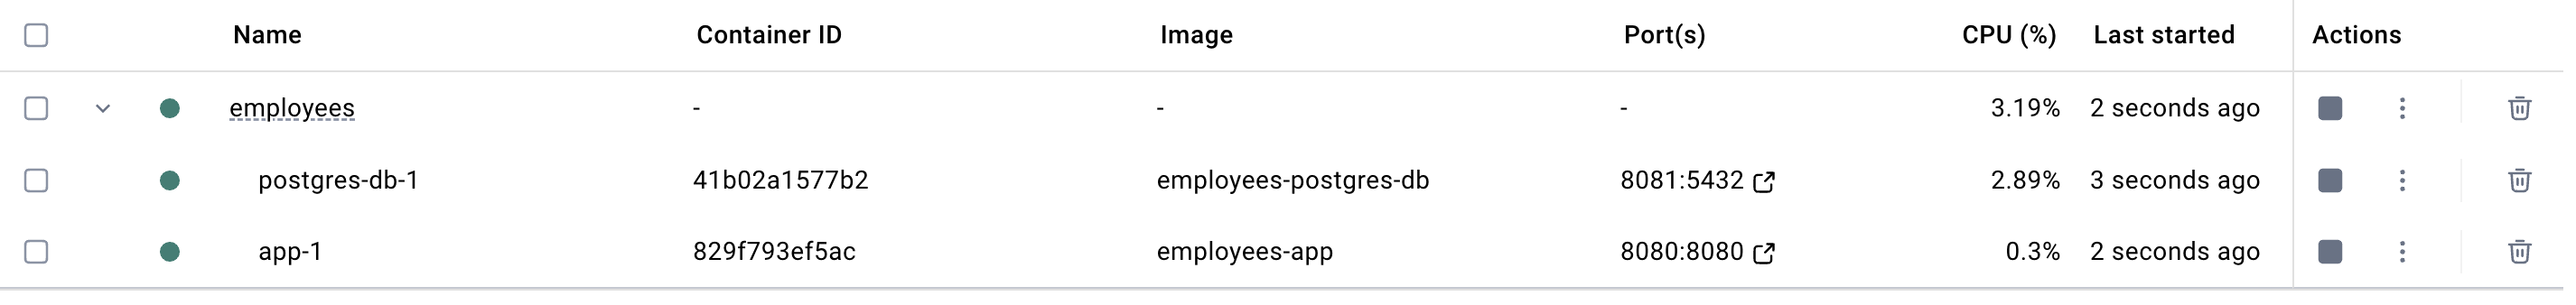 Name Container ID Image Port(s) CPU (%) Last started Actions
employees - - - 3.19% 2 seconds ago
postgres-db-1 41b02a1577b2 employees-postgres-db 8081:5432 2.89% 3 seconds ago
app-1 829f793ef5ac employees-app 8080:8080 0.3% 2 seconds ago